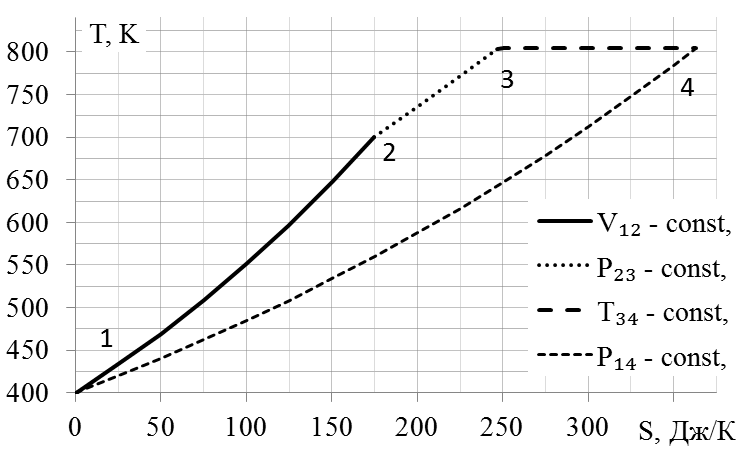 T, K
800
750
700
650
600
550
500
450
400
1
2
3
4
V12 - const,
P23 - const,
T34 - const,
P14 - const,
0 50 100 150 200 250 300 S, Дж/К